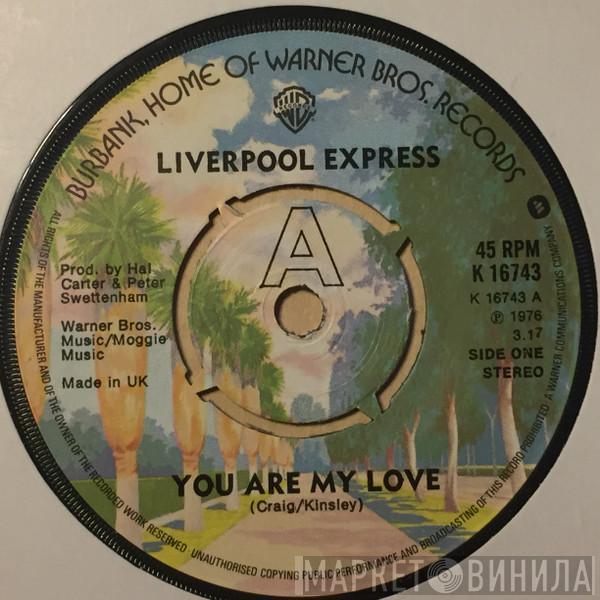 BURBANK, HOME OF WARNER BROS. RECORDS
LIVERPOOL EXPRESS
A
Prod. by Hal
Carter & Peter
Swettenham
Warner Bros.
Music/Moggie
Music
Made in UK
45 RPM
K 16743
K 16743 A
℗ 1976
3.17
SIDE ONE
STEREO
YOU ARE MY LOVE
(Craig/Kinsley)
ALL RIGHTS OF THE MANUFACTURER AND OF THE OWNER OF THE RECORDED WORK RESERVED UNAUTHORISED COPYING PUBLIC PERFORMANCE AND BROADCASTING OF THIS RECORD PROHIBITED A WARNER COMMUNICATIONS COMPANY
МАРКЕТ ВИНИЛА